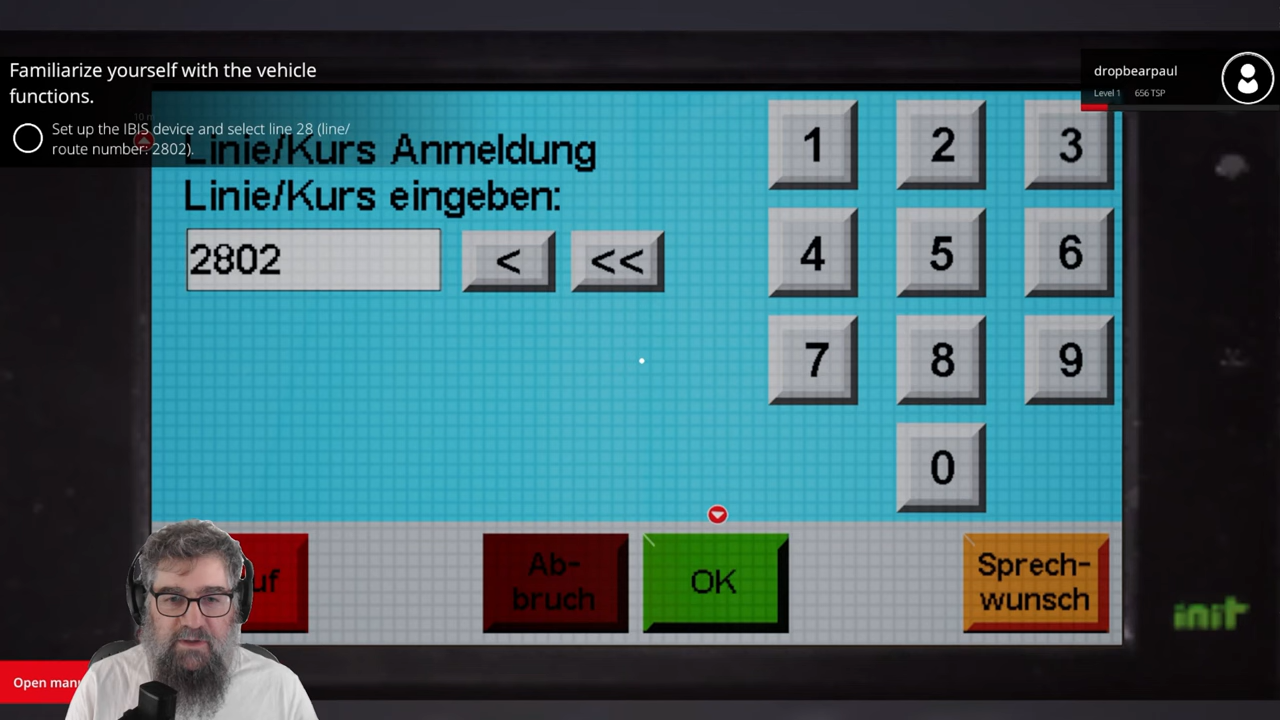 Familiarize yourself with the vehicle
functions.
Set up the IBIS device and select line 28 (line/
route number: 2802).
dropbearpaul
Level 1 656 TSP
Linie/Kurs Anmeldung
Linie/Kurs eingeben:
2802
<
<<
1 2 3
4 5 6
7 8 9
0
Ab-
bruch
OK
Sprech-
wunsch
init
Open